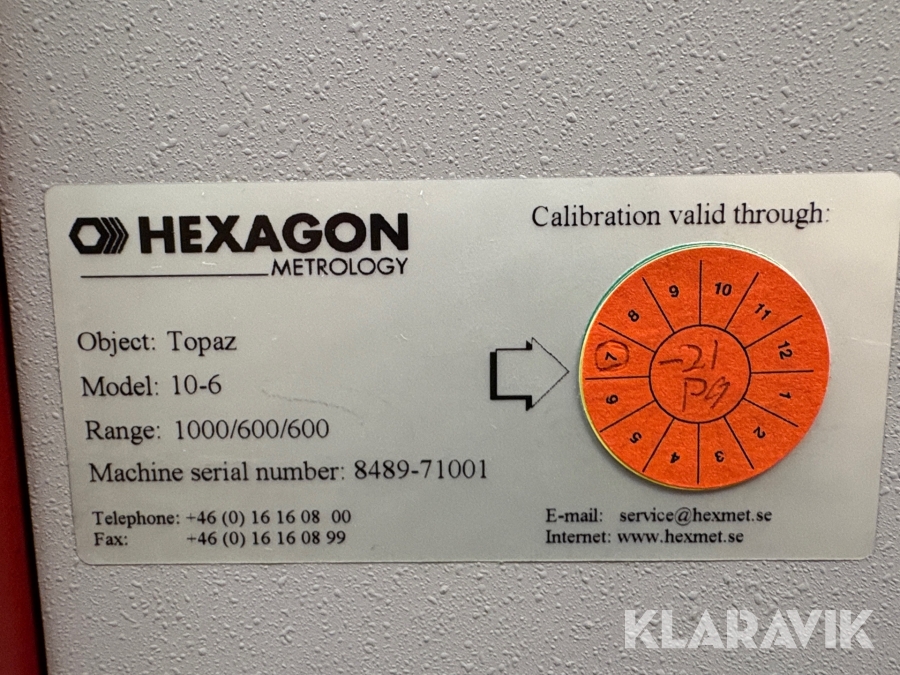 HEXAGON
METROLOGY
Calibration valid through:
Object: Topaz
Model: 10-6
Range: 1000/600/600
Machine serial number: 8489-71001
Telephone: +46 (0) 16 16 08 00
Fax: +46 (0) 16 16 08 99
1
2
3
4
5
6
7
8
9
10
11
12
-21
E-mail: service@hexmet.se
Internet: www.hexmet.se
KLARAVIK